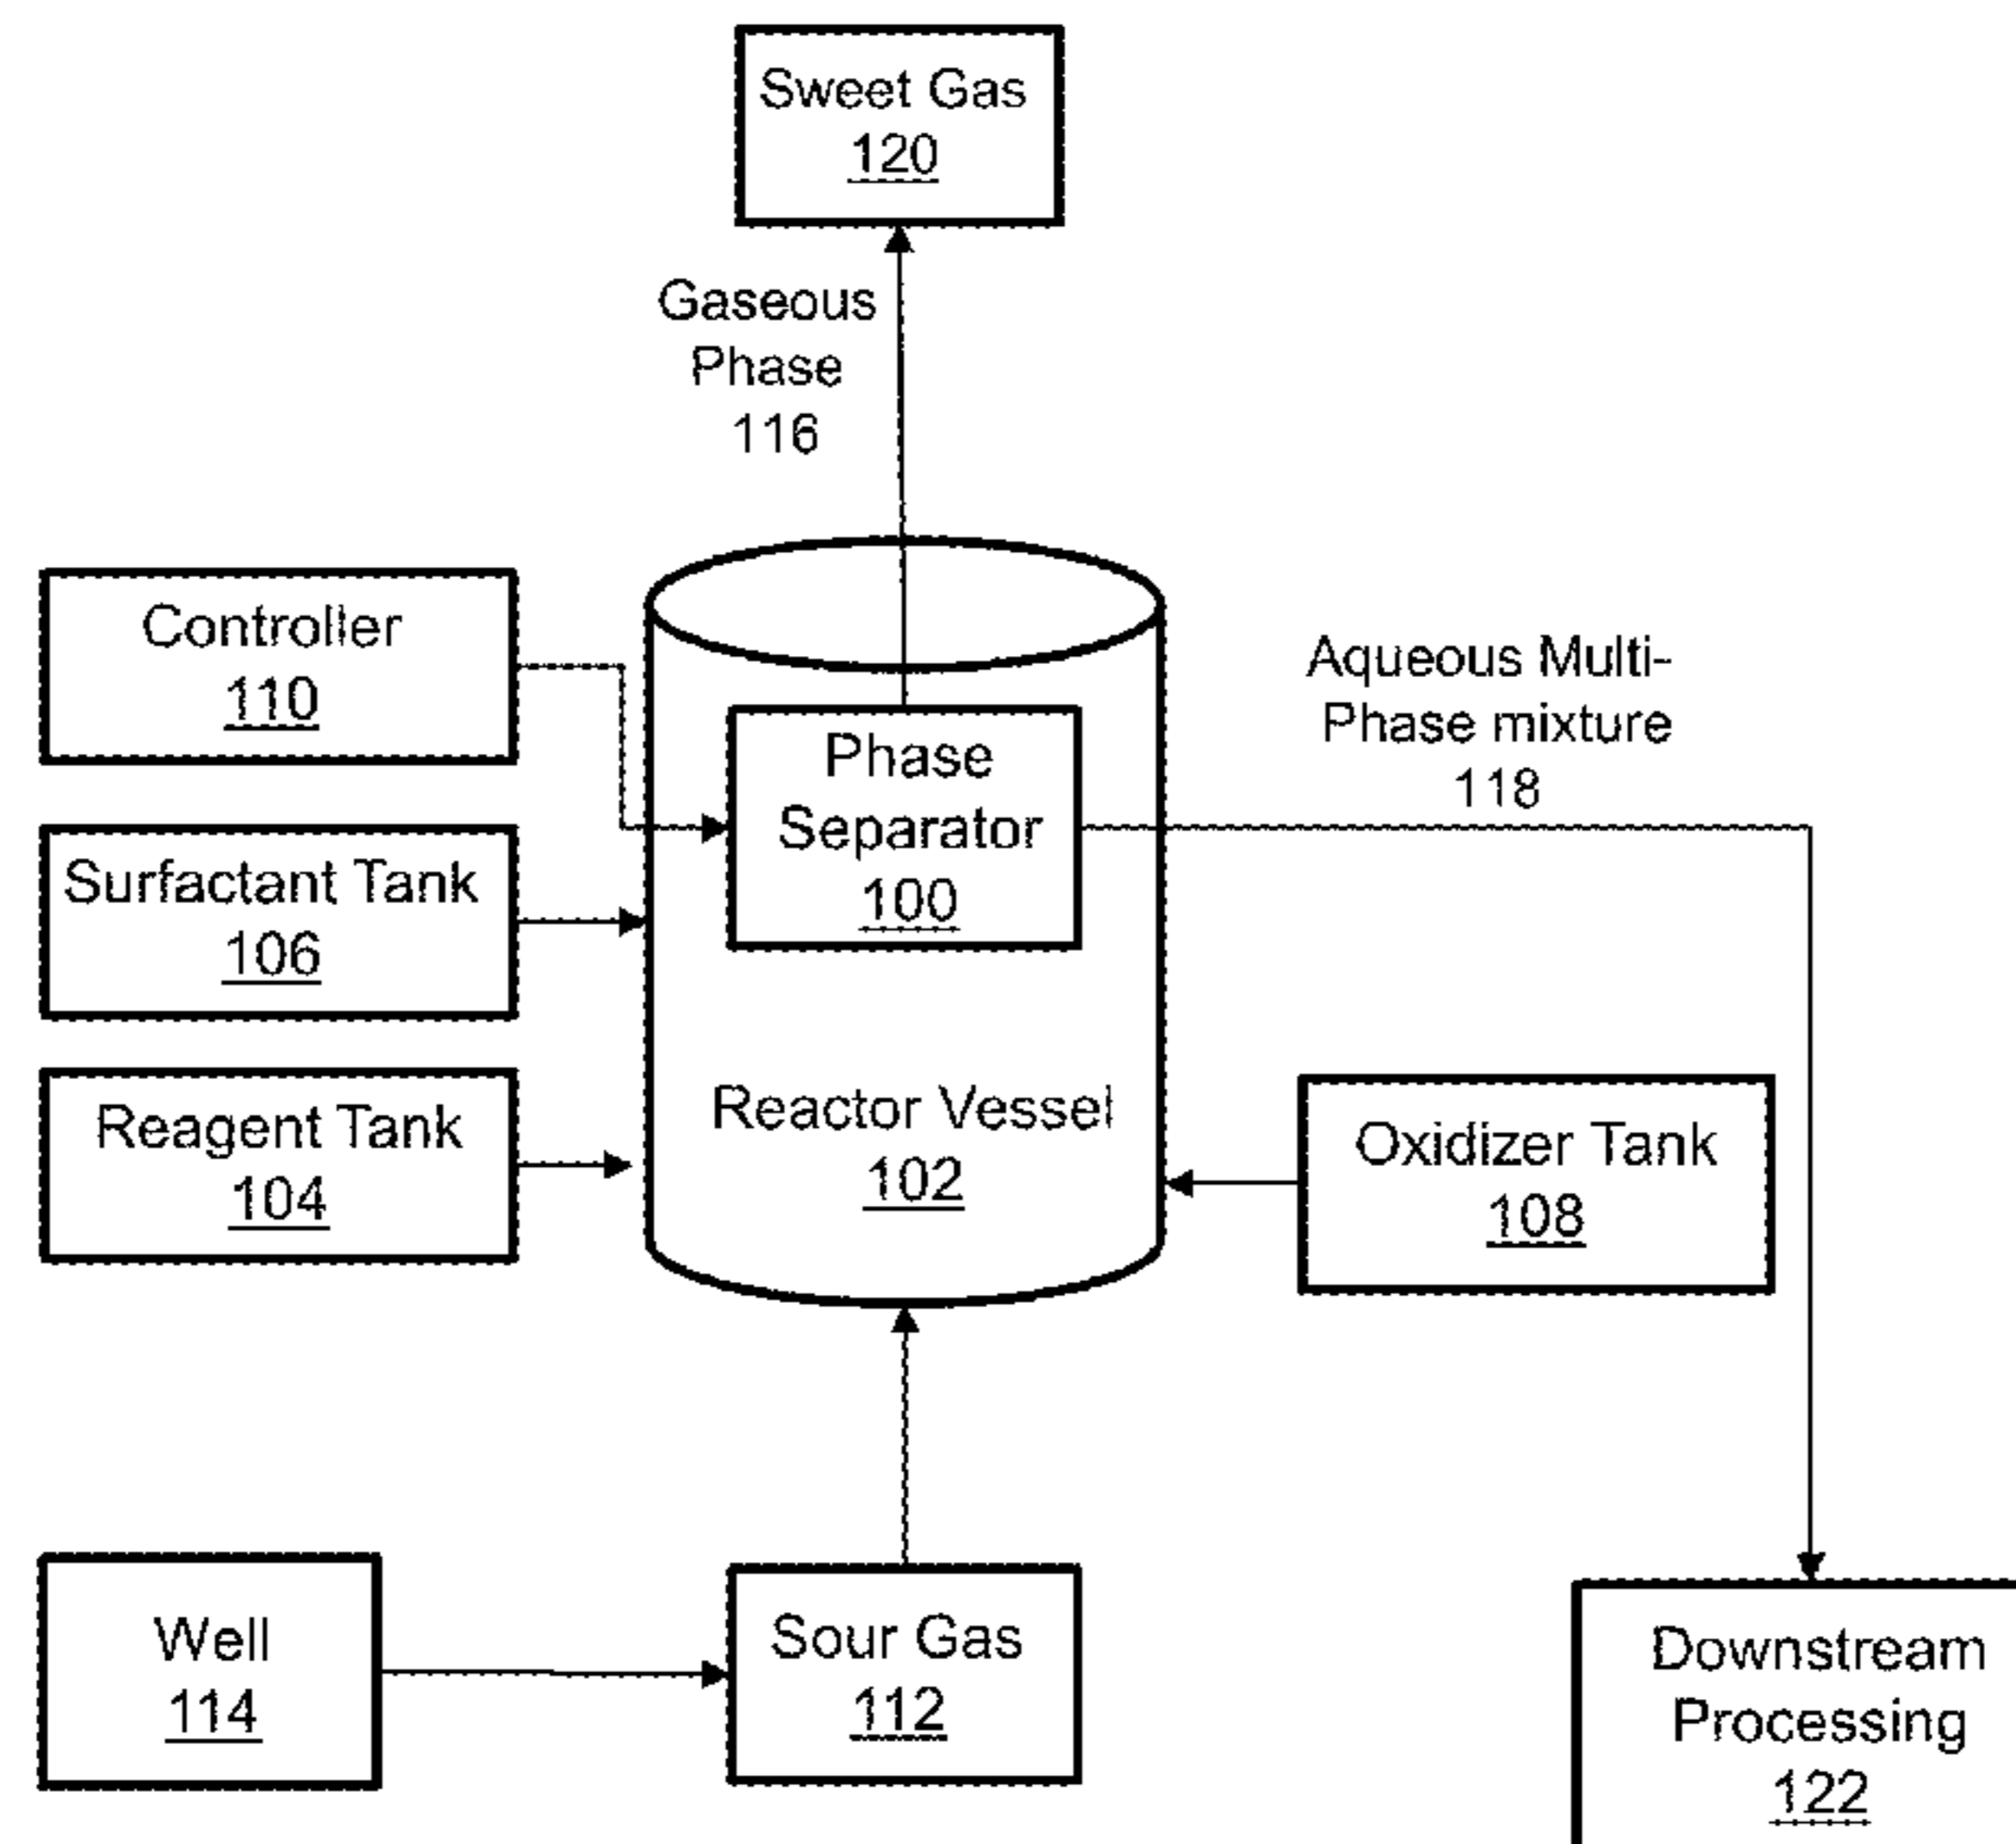 Sweet Gas
120
Gaseous
Phase
116
Controller
110
Phase
Separator
100
Aqueous Multi-
Phase mixture
118
Surfactant Tank
106
Reagent Tank
104
Reactor Vessel
102
Oxidizer Tank
108
Well
114
Sour Gas
112
Downstream
Processing
122